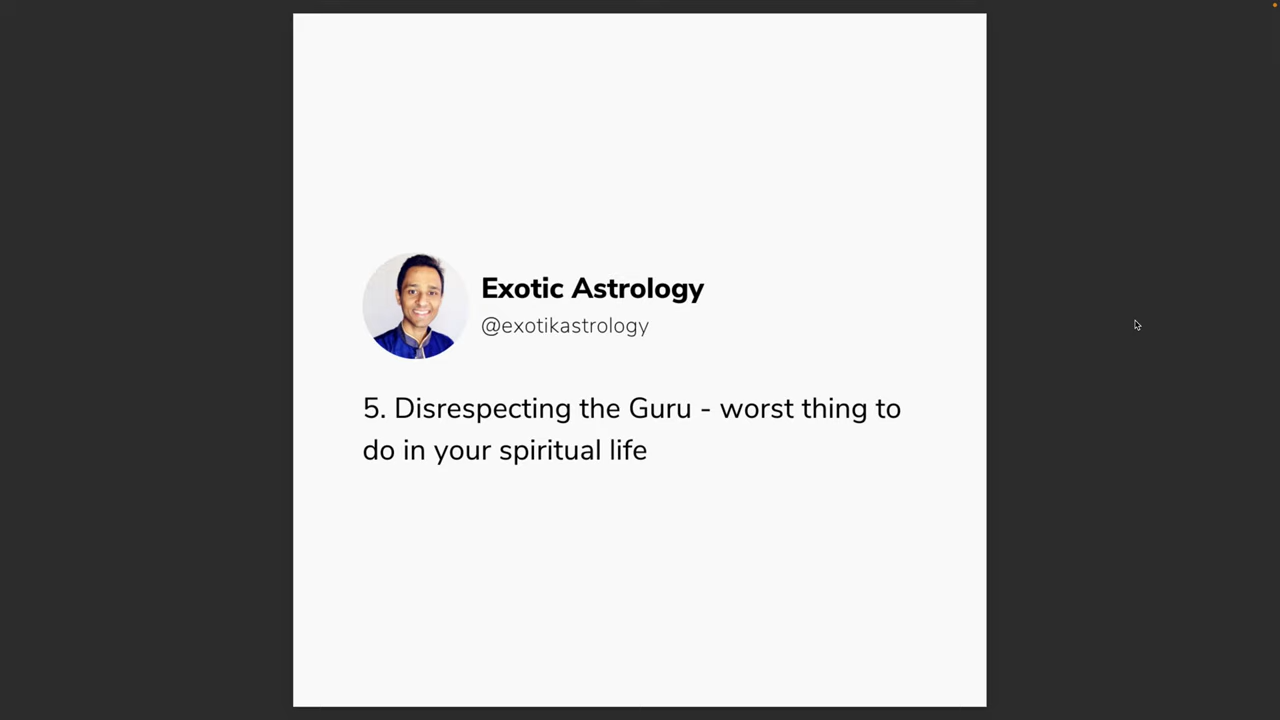 Exotic Astrology
@exotikastrology
5. Disrespecting the Guru - worst thing to
do in your spiritual life